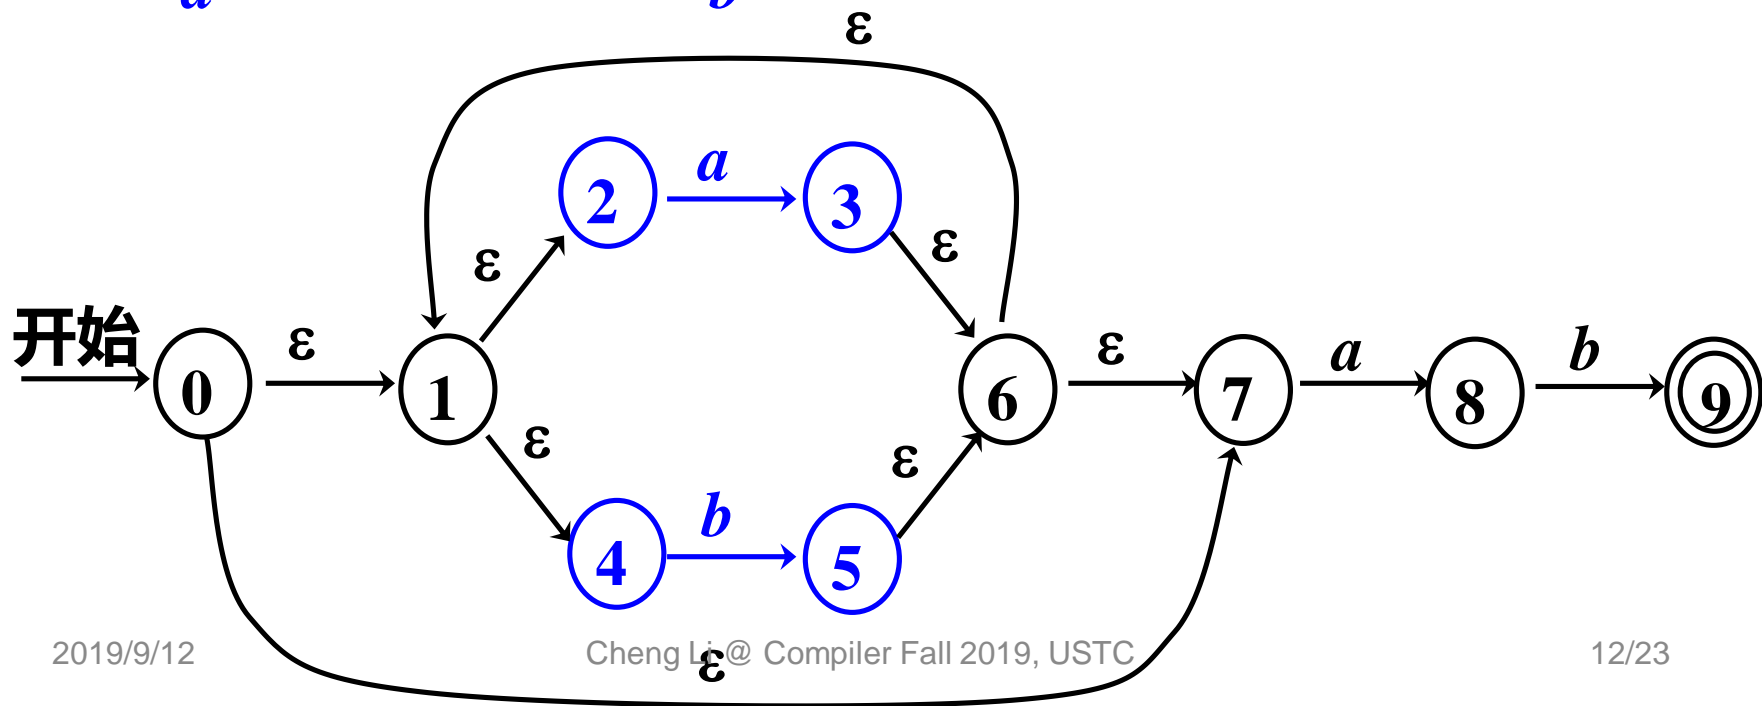 a b
ε
2 a 3
ε ε
开始 0 ε 1 6 ε 7 a 8 b 9
ε ε
4 b 5
2019/9/12 Cheng Li @ Compiler Fall 2019, USTC 12/23
ε